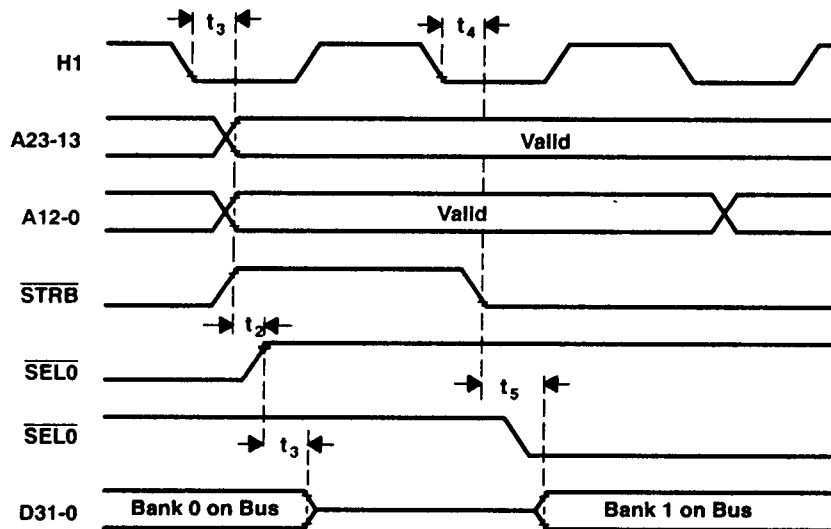 t3
t4
H1
A23-13
Valid
A12-0
Valid
STRB
t2
SEL0
t5
SEL0
t3
D31-0
Bank 0 on Bus
Bank 1 on Bus